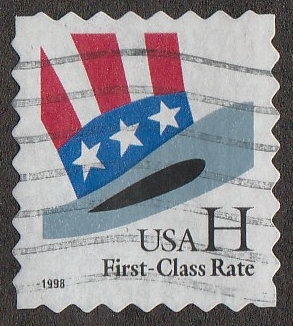 USA H
First-Class Rate
1998